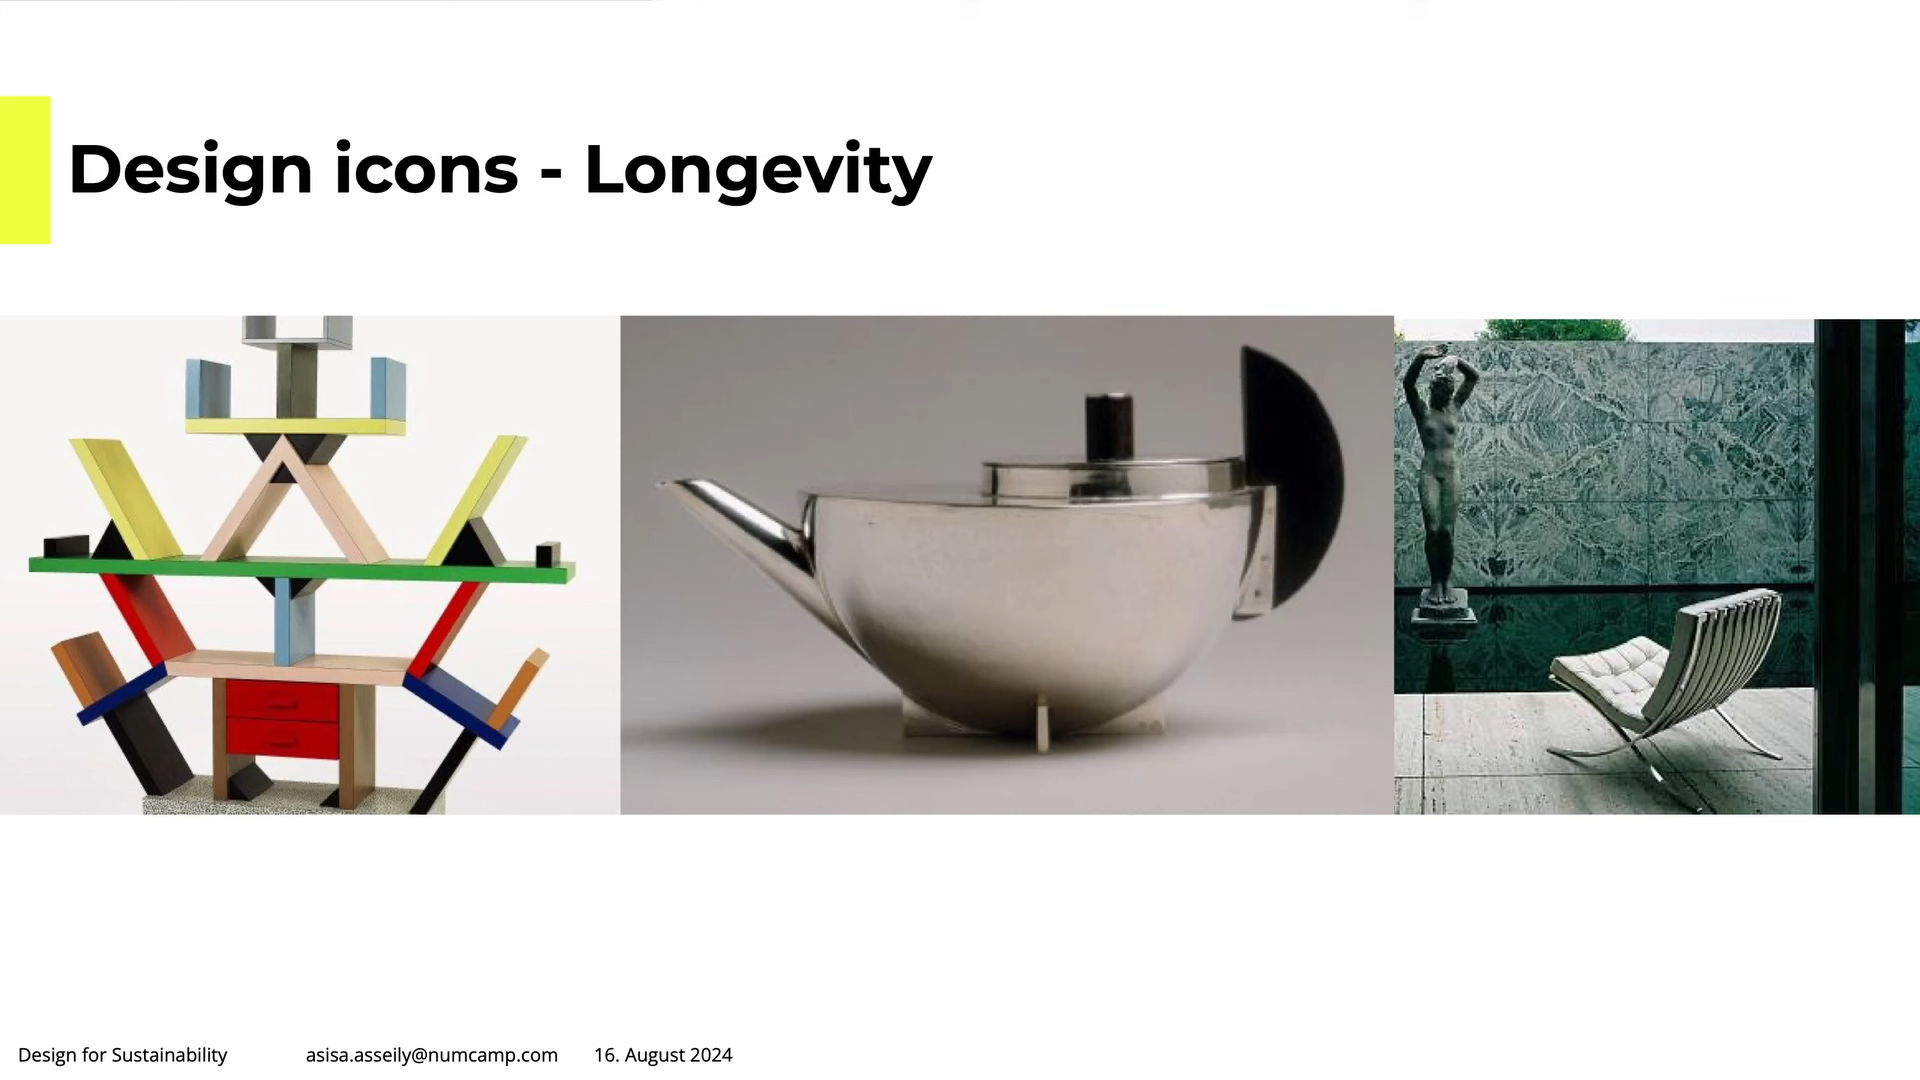 Design icons - Longevity
Design for Sustainability asisa.asseily@numcamp.com 16. August 2024